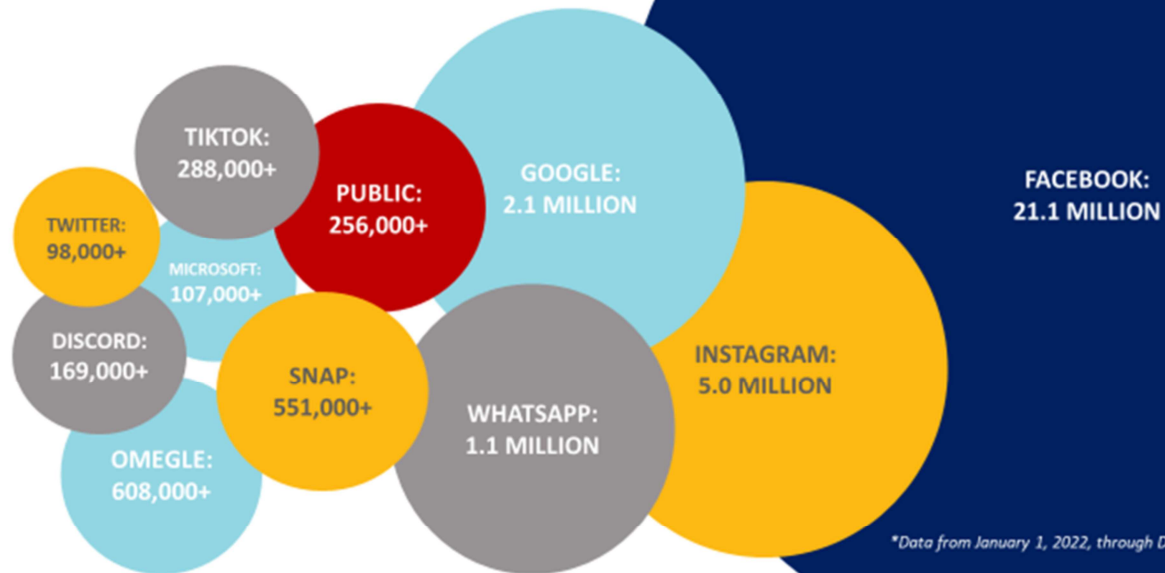 TIKTOK:
288,000+
PUBLIC:
256,000+
GOOGLE:
2.1 MILLION
FACEBOOK:
21.1 MILLION
TWITTER:
98,000+
MICROSOFT:
107,000+
DISCORD:
169,000+
SNAP:
551,000+
WHATSAPP:
1.1 MILLION
INSTAGRAM:
5.0 MILLION
OMEGLE:
608,000+
*Data from January 1, 2022, through D